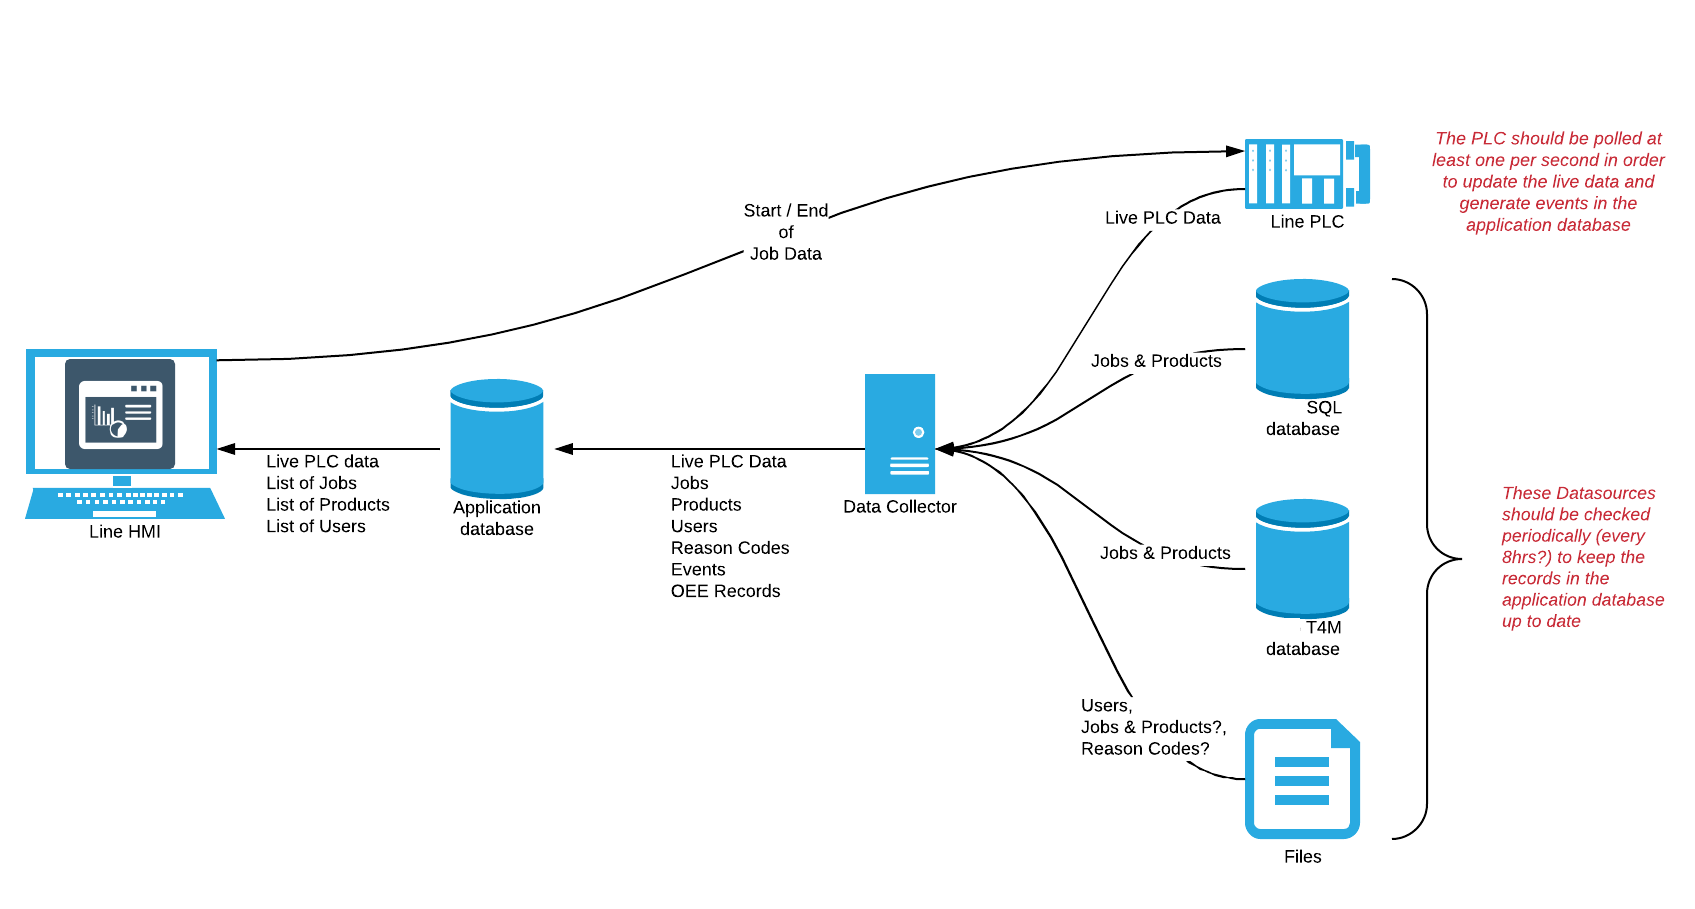 The PLC should be polled at
least one per second in order
to update the live data and
generate events in the
application database
Start / End
of
Job Data
Live PLC Data
Line PLC
Jobs & Products
SQL
database
Live PLC data
List of Jobs
List of Products
List of Users
Line HMI
Application
database
Live PLC Data
Jobs
Products
Users
Reason Codes
Events
OEE Records
Data Collector
Jobs & Products
T4M
database
These Datasources
should be checked
periodically (every
8hrs?) to keep the
records in the
application database
up to date
Users,
Jobs & Products?,
Reason Codes?
Files